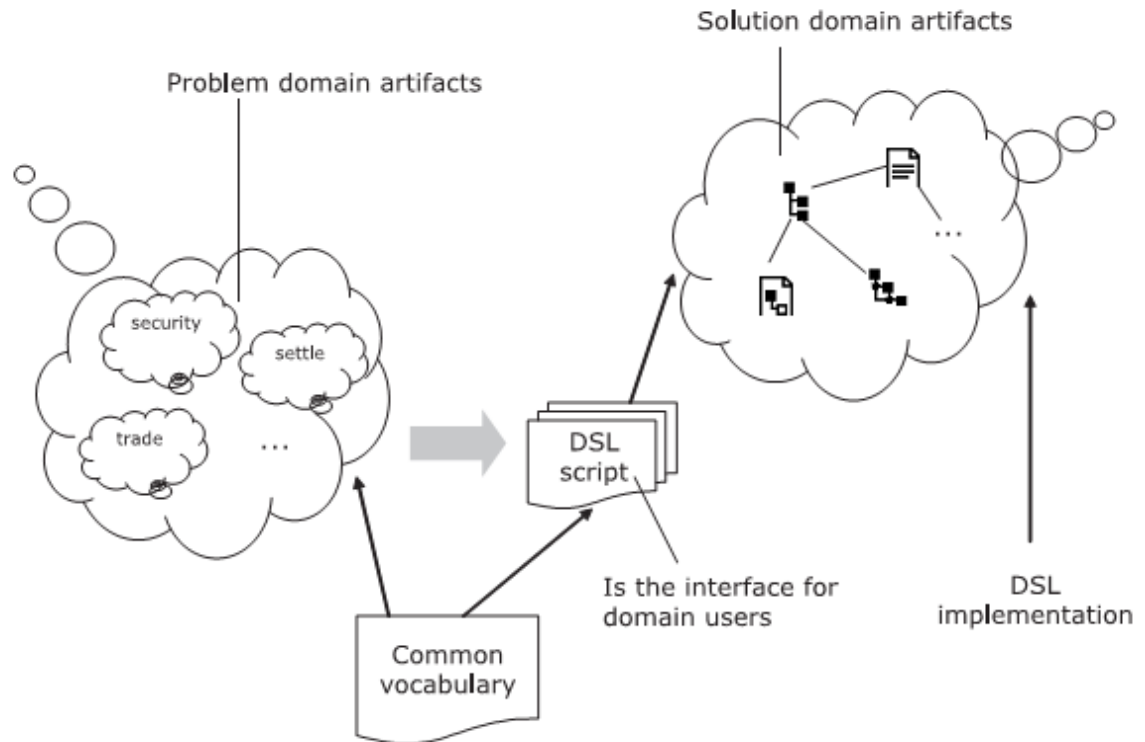 Solution domain artifacts
Problem domain artifacts
security
settle
trade
...
...
DSL
script
Is the interface for
domain users
DSL
implementation
Common
vocabulary